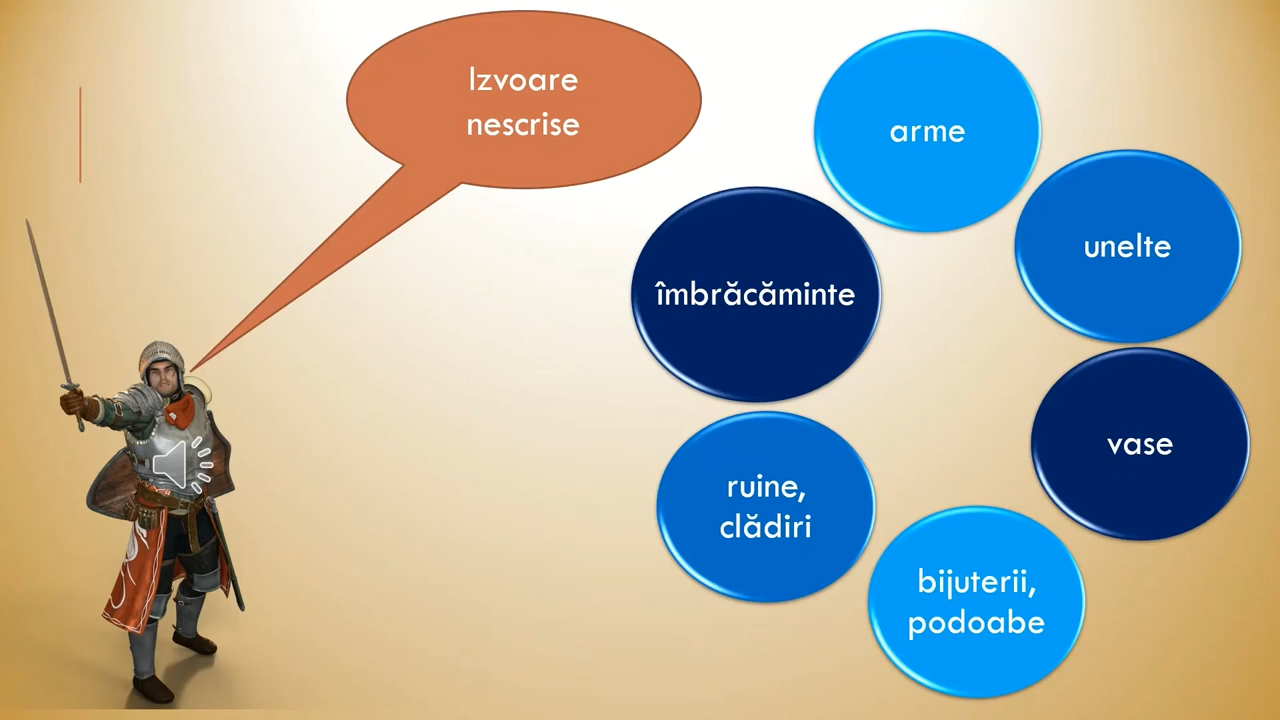 Izvoare
nescrise
arme
unelte
vase
bijuterii,
podoabe
ruine,
clădiri
îmbrăcăminte